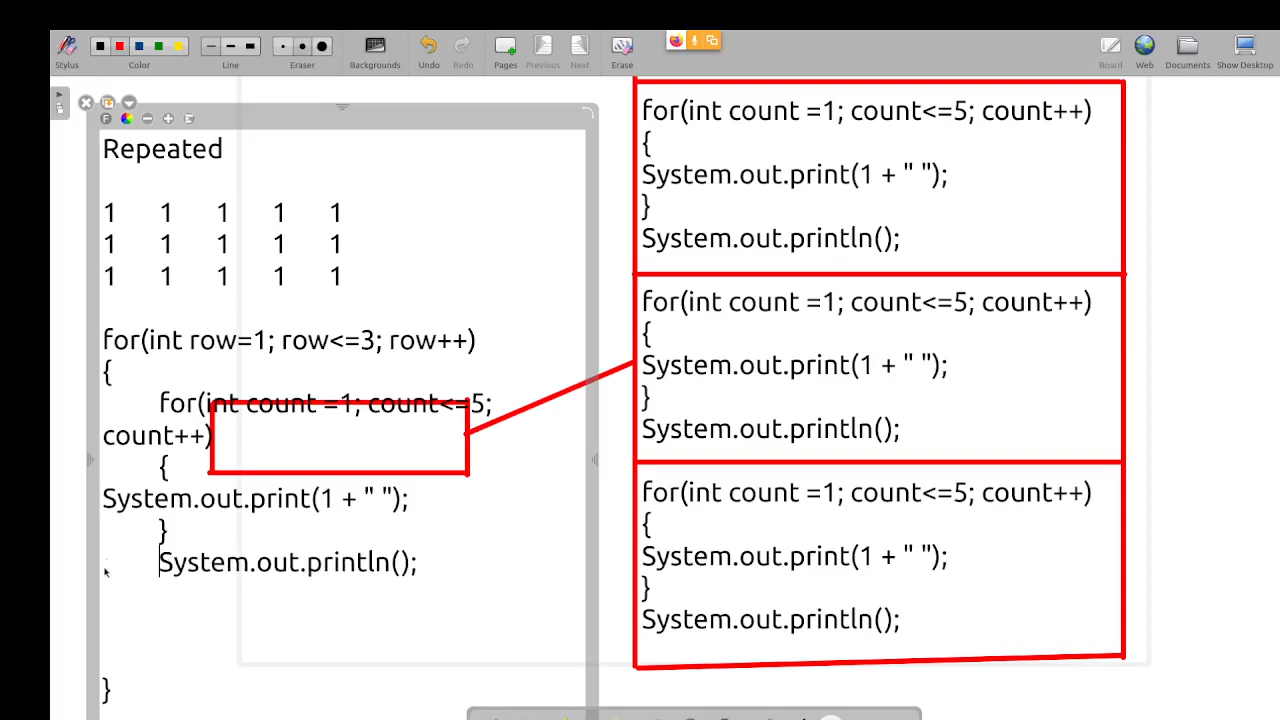 Stylus
Color
Line
Eraser
Backgrounds
Undo
Redo
Pages
Previous
Next
Erase
Board
Web
Documents
Show Desktop
Repeated
1 1 1 1 1
1 1 1 1 1
1 1 1 1 1
for(int row=1; row<=3; row++)
{
for(int count =1; count<=5;
count++)
{
System.out.print(1 + " ");
}
System.out.println();
}
for(int count =1; count<=5; count++)
{
System.out.print(1 + " ");
}
System.out.println();
for(int count =1; count<=5; count++)
{
System.out.print(1 + " ");
}
System.out.println();
for(int count =1; count<=5; count++)
{
System.out.print(1 + " ");
}
System.out.println();